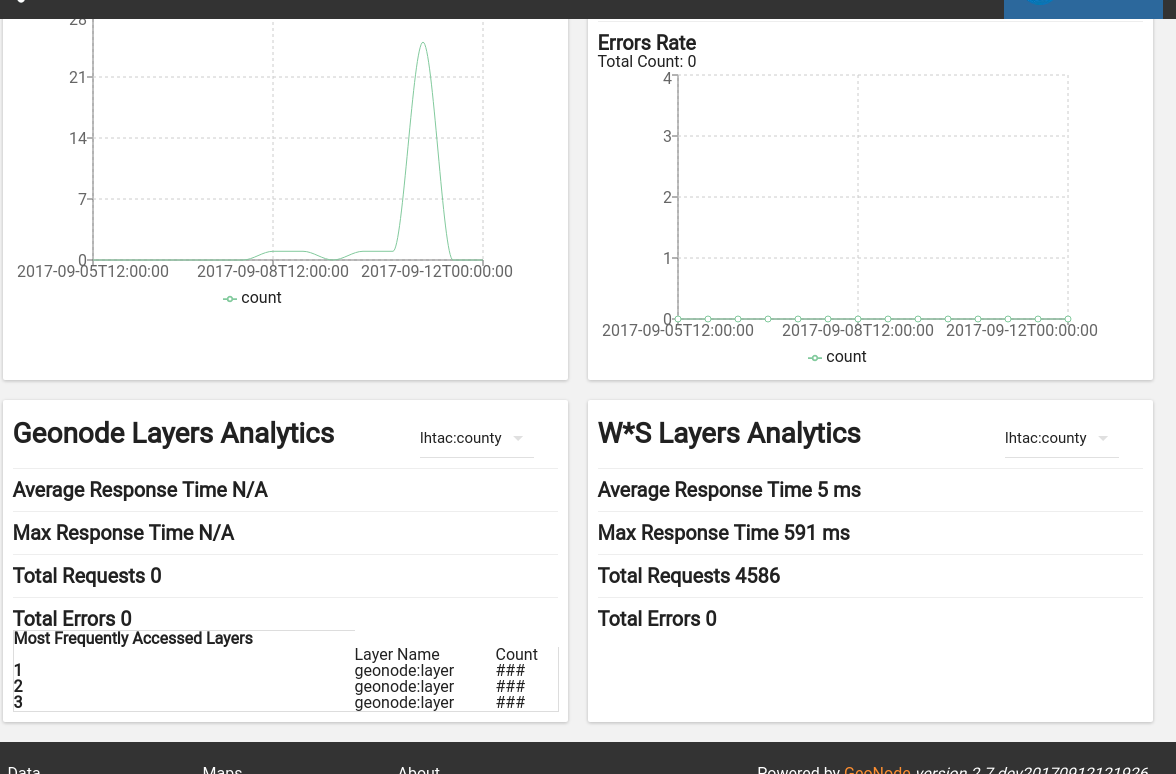 28
21
14
7
0
2017-09-05T12:00:00 2017-09-08T12:00:00 2017-09-12T00:00:00
count
Errors Rate
Total Count: 0
4
3
2
1
0
2017-09-05T12:00:00 2017-09-08T12:00:00 2017-09-12T00:00:00
count
Geonode Layers Analytics lhtac:county
Average Response Time N/A
Max Response Time N/A
Total Requests 0
Total Errors 0
Most Frequently Accessed Layers
Layer Name Count
1 geonode:layer ###
2 geonode:layer ###
3 geonode:layer ###
W*S Layers Analytics lhtac:county
Average Response Time 5 ms
Max Response Time 591 ms
Total Requests 4586
Total Errors 0
Data Maps About Powered by GeoNode version 2.7.dev20170912121926